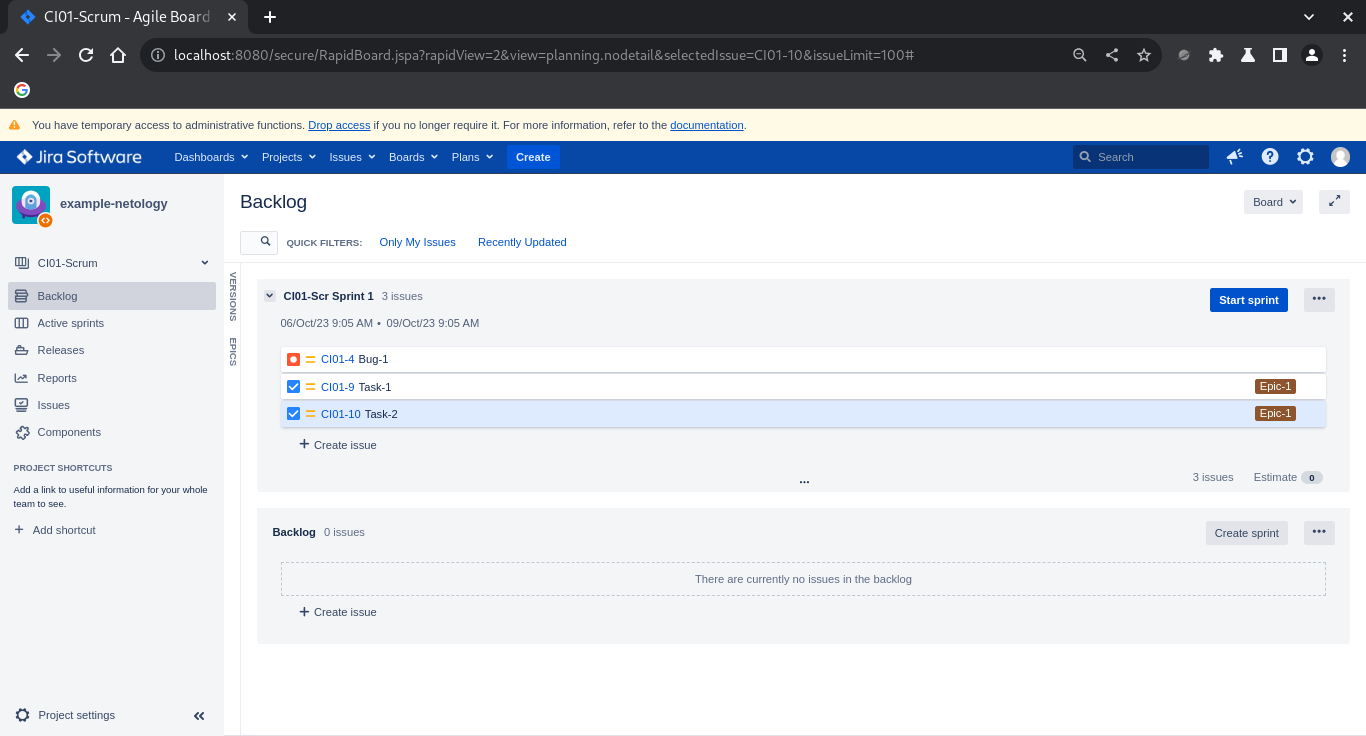 CI01-Scrum - Agile Board
localhost:8080/secure/RapidBoard.jspa?rapidView=2&view=planning.nodetail&selectedIssue=CI01-10&issueLimit=100#
You have temporary access to administrative functions. Drop access if you no longer require it. For more information, refer to the documentation.
Jira Software Dashboards Projects Issues Boards Plans Create Search
example-netology
CI01-Scrum
Backlog
Active sprints
Releases
Reports
Issues
Components
PROJECT SHORTCUTS
Add a link to useful information for your whole
team to see.
+ Add shortcut
Project settings
Backlog
Board
QUICK FILTERS: Only My Issues Recently Updated
VERSIONS
EPICS
CI01-Scr Sprint 1 3 issues
Start sprint •••
06/Oct/23 9:05 AM • 09/Oct/23 9:05 AM
CI01-4 Bug-1
CI01-9 Task-1 Epic-1
CI01-10 Task-2 Epic-1
+ Create issue
...
3 issues Estimate 0
Backlog 0 issues
Create sprint •••
There are currently no issues in the backlog
+ Create issue